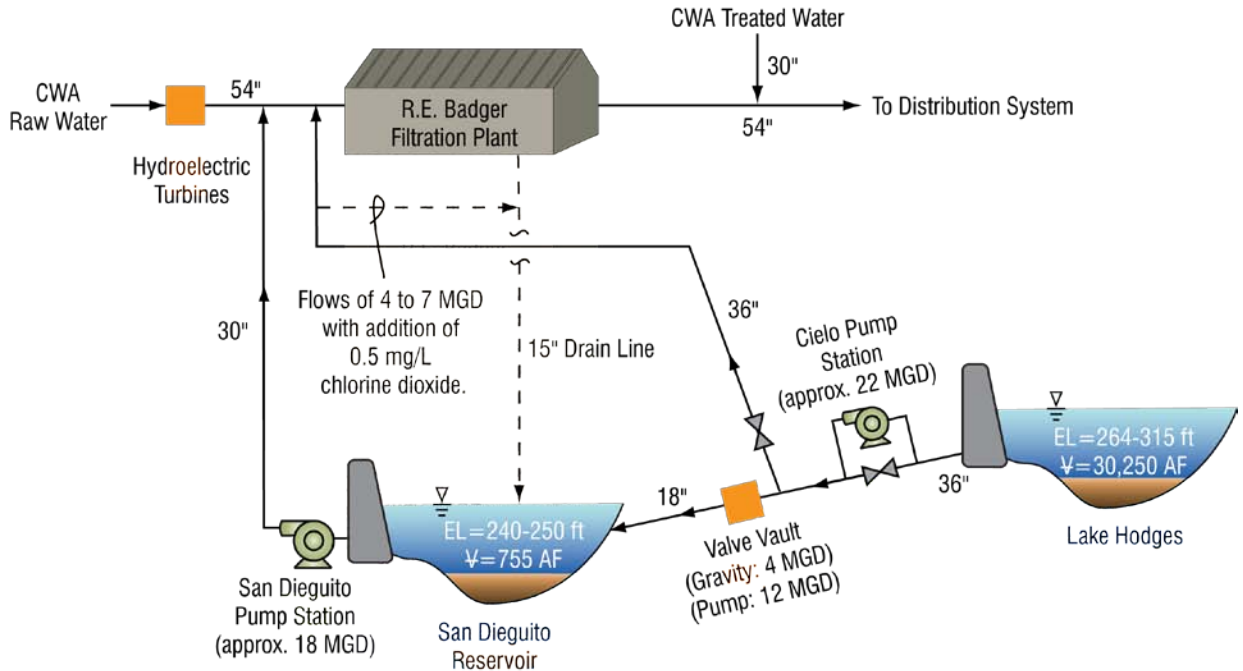 CWA Treated Water
30"
CWA
Raw Water
54"
R.E. Badger
Filtration Plant
54"
To Distribution System
Hydroelectric
Turbines
Flows of 4 to 7 MGD
with addition of
0.5 mg/L
chlorine dioxide.
30"
15" Drain Line
36"
Cielo Pump
Station
(approx. 22 MGD)
EL=264-315 ft
V=30,250 AF
36"
Lake Hodges
18"
Valve Vault
(Gravity: 4 MGD)
(Pump: 12 MGD)
EL=240-250 ft
V=755 AF
San Dieguito
Pump Station
(approx. 18 MGD)
San Dieguito
Reservoir